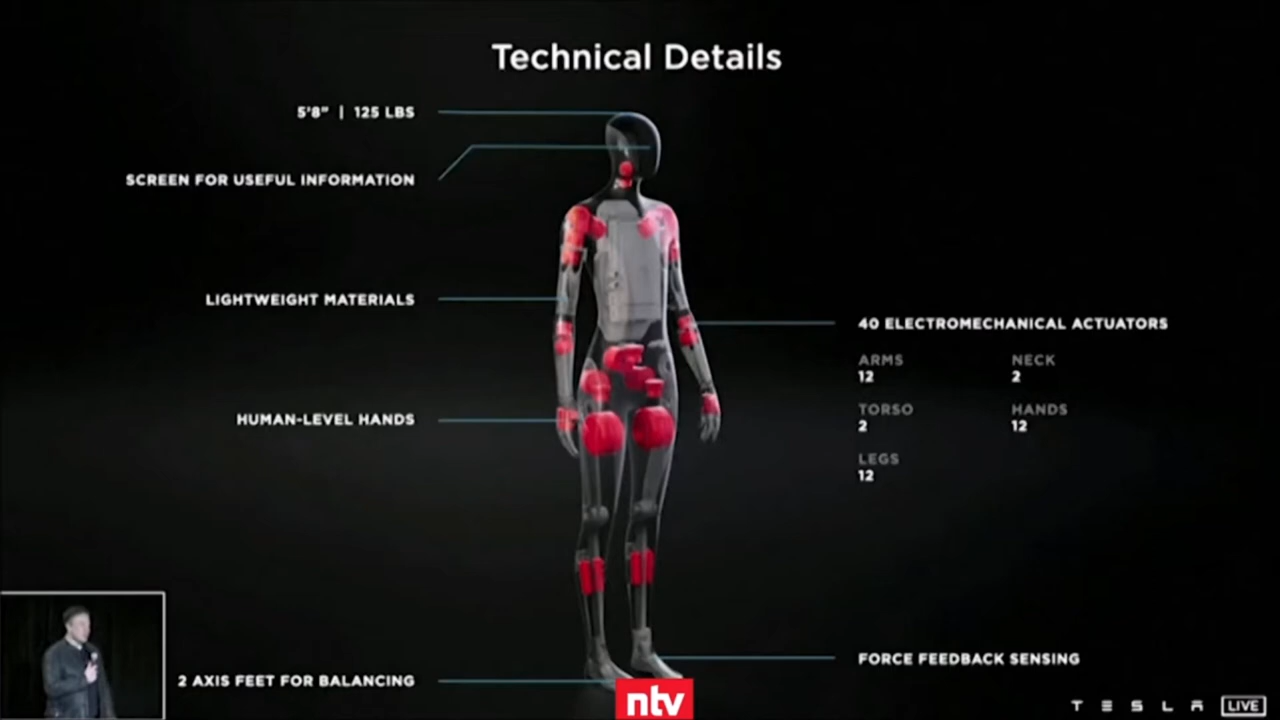 Technical Details
5'8" | 125 LBS
SCREEN FOR USEFUL INFORMATION
LIGHTWEIGHT MATERIALS
HUMAN-LEVEL HANDS
2 AXIS FEET FOR BALANCING
40 ELECTROMECHANICAL ACTUATORS
ARMS
12
NECK
2
TORSO
2
HANDS
12
LEGS
12
FORCE FEEDBACK SENSING
ntv
TESLA LIVE